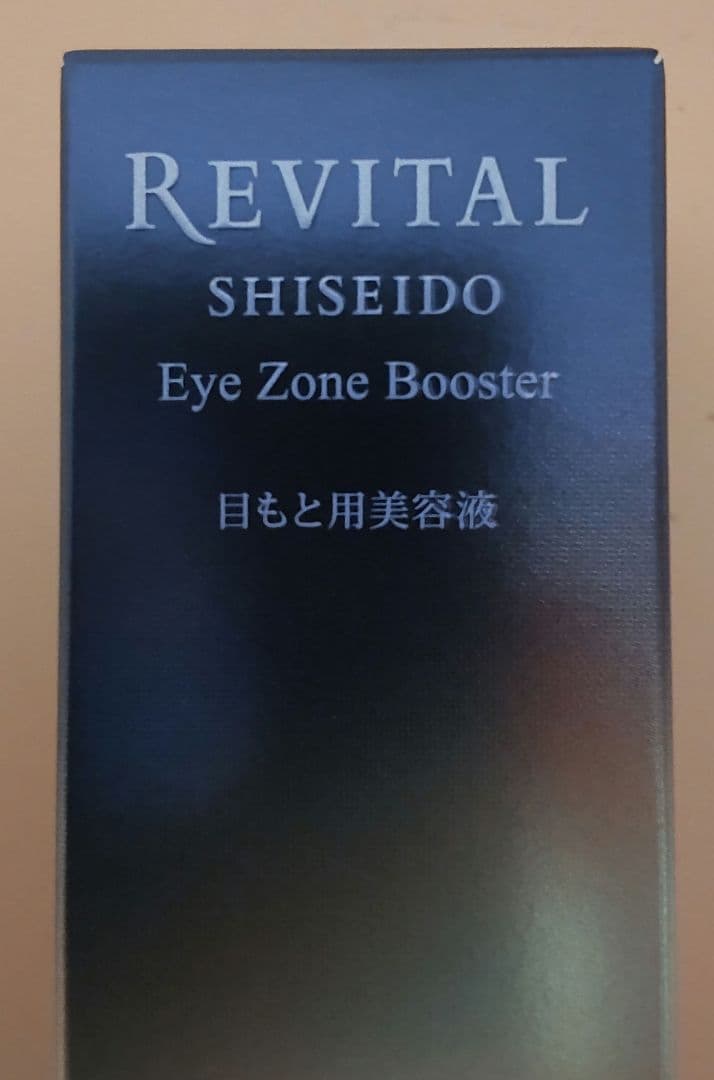 REVITAL
SHISEIDO
Eye Zone Booster
目もと用美容液